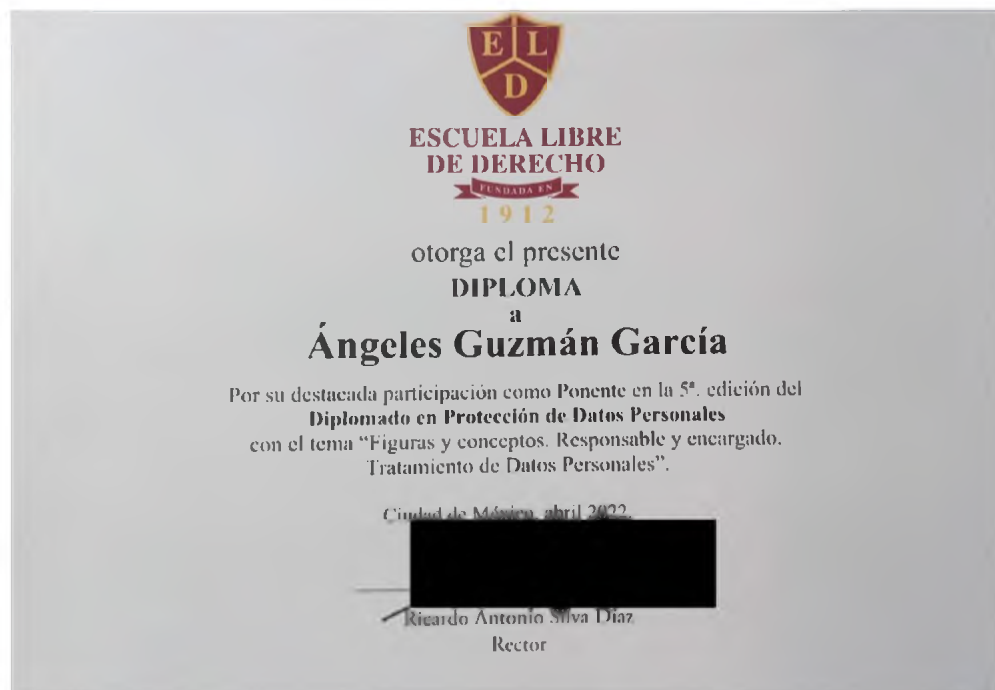 E L
D
ESCUELA LIBRE
DE DERECHO
FUNDADA EN
1912
otorga el presente
DIPLOMA
a
Ángeles Guzmán García
Por su destacada participación como Ponente en la 5ª. edición del
Diplomado en Protección de Datos Personales
con el tema “Figuras y conceptos. Responsable y encargado.
Tratamiento de Datos Personales”.
Ciudad de México, abril 2022.
Ricardo Antonio Silva Díaz
Rector